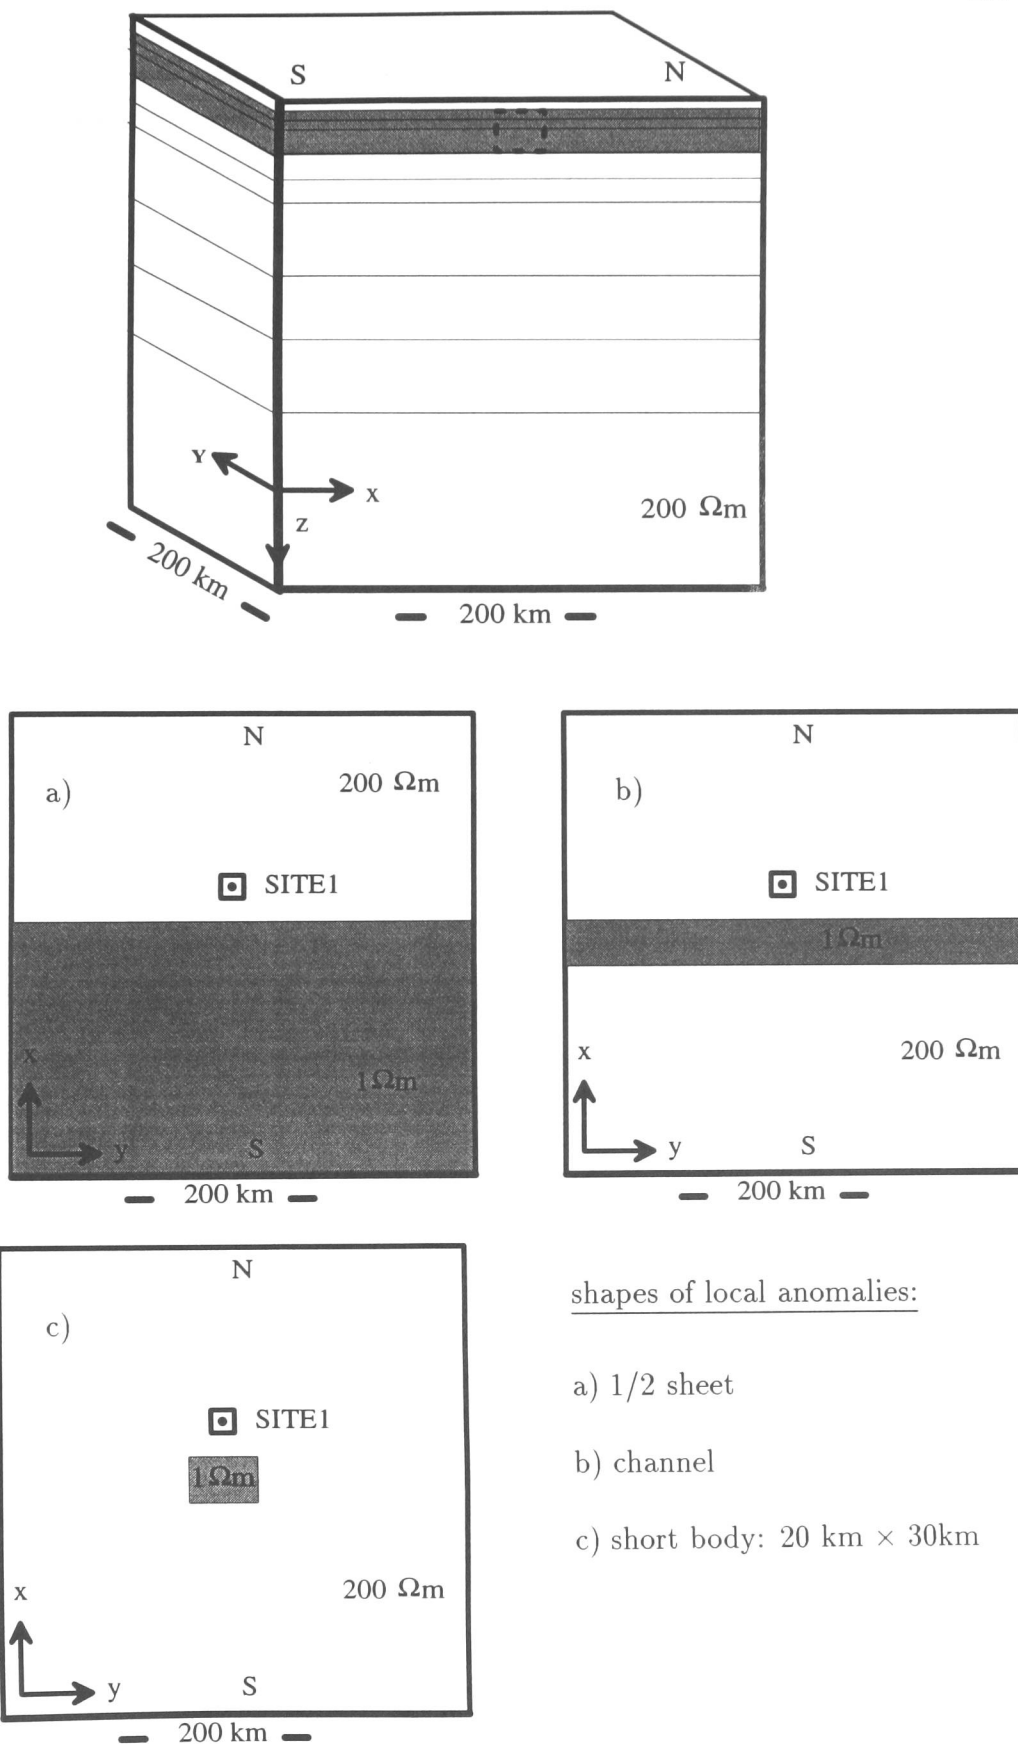 S N
Y
X
Z
200 Ωm
200 km
200 km
N
a)
200 Ωm
SITE1
x
1Ωm
y
S
200 km
N
b)
SITE1
1Ωm
x
200 Ωm
y
S
200 km
N
c)
SITE1
1Ωm
x
200 Ωm
y
S
200 km
shapes of local anomalies:
a) 1/2 sheet
b) channel
c) short body: 20 km × 30km